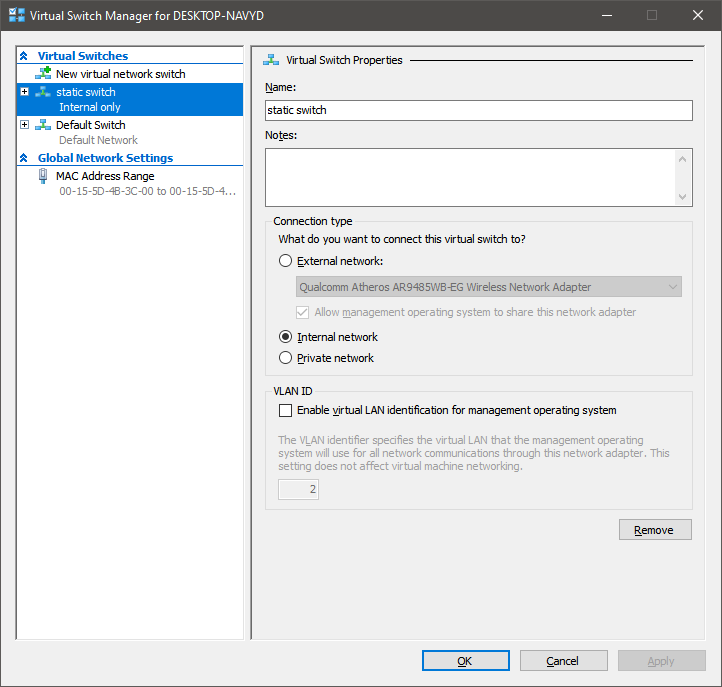 Virtual Switch Manager for DESKTOP-NAVYD
Virtual Switches
New virtual network switch
static switch
Internal only
Default Switch
Default Network
Global Network Settings
MAC Address Range
00-15-5D-4B-3C-00 to 00-15-5D-4...
Virtual Switch Properties
Name:
static switch
Notes:
Connection type
What do you want to connect this virtual switch to?
External network:
Qualcomm Atheros AR9485WB-EG Wireless Network Adapter
Allow management operating system to share this network adapter
Internal network
Private network
VLAN ID
Enable virtual LAN identification for management operating system
The VLAN identifier specifies the virtual LAN that the management operating
system will use for all network communications through this network adapter. This
setting does not affect virtual machine networking.
2
Remove
OK
Cancel
Apply